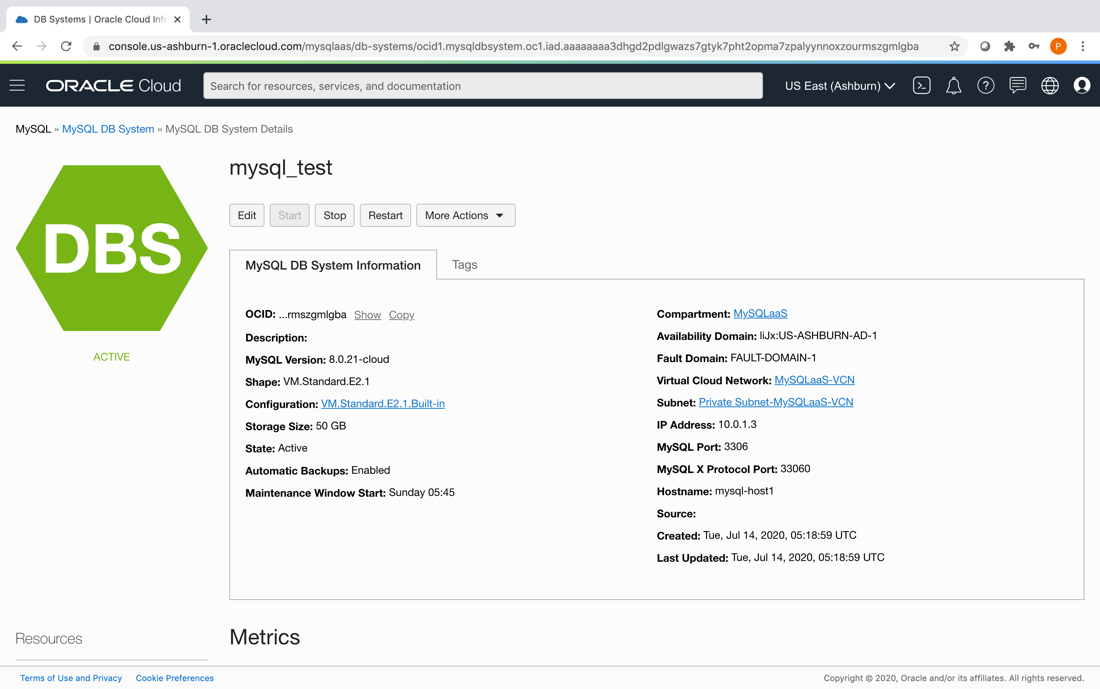 DB Systems | Oracle Cloud Infr
console.us-ashburn-1.oraclecloud.com/mysqlaas/db-systems/ocid1.mysqldbsystem.oc1.iad.aaaaaaaa3dhgd2pdlgwazs7gtyk7pht2opma7zpalyynnoxzourmszgmlgba
P
ORACLE Cloud
Search for resources, services, and documentation
US East (Ashburn)
MySQL » MySQL DB System » MySQL DB System Details
DBS
ACTIVE
mysql_test
Edit
Start
Stop
Restart
More Actions
MySQL DB System Information
Tags
OCID: ...rmszgmlgba Show Copy
Description:
MySQL Version: 8.0.21-cloud
Shape: VM.Standard.E2.1
Configuration: VM.Standard.E2.1.Built-in
Storage Size: 50 GB
State: Active
Automatic Backups: Enabled
Maintenance Window Start: Sunday 05:45
Compartment: MySQLaaS
Availability Domain: IiJx:US-ASHBURN-AD-1
Fault Domain: FAULT-DOMAIN-1
Virtual Cloud Network: MySQLaaS-VCN
Subnet: Private Subnet-MySQLaaS-VCN
IP Address: 10.0.1.3
MySQL Port: 3306
MySQL X Protocol Port: 33060
Hostname: mysql-host1
Source:
Created: Tue, Jul 14, 2020, 05:18:59 UTC
Last Updated: Tue, Jul 14, 2020, 05:18:59 UTC
Resources
Metrics
Terms of Use and Privacy
Cookie Preferences
Copyright © 2020, Oracle and/or its affiliates. All rights reserved.